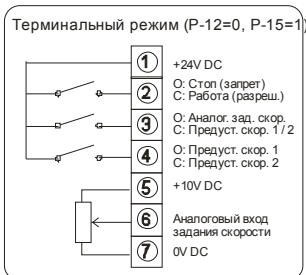 Терминальный режим (P-12=0, P-15=1)
1
+24V DC
2
O: Стоп (запрет)
C: Работа (разреш.)
3
O: Аналог. зад. скор.
C: Предуст. скор. 1 / 2
4
O: Предуст. скор. 1
C: Предуст. скор. 2
5
+10V DC
6
Аналоговый вход
задания скорости
7
0V DC